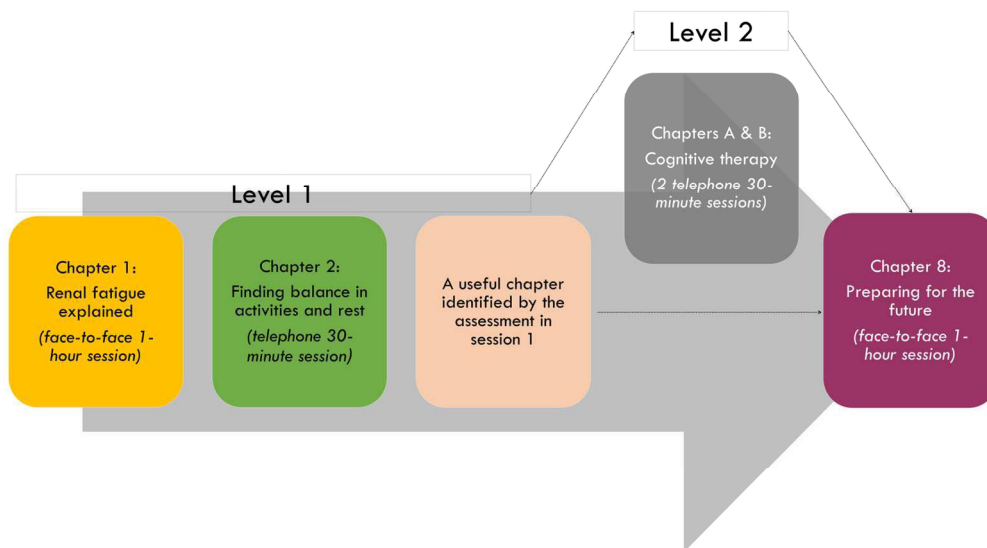 Level 2
Chapters A & B:
Cognitive therapy
(2 telephone 30-
minute sessions)
Level 1
Chapter 1:
Renal fatigue
explained
(face-to-face 1-
hour session)
Chapter 2:
Finding balance in
activities and rest
(telephone 30-
minute session)
A useful chapter
identified by the
assessment in
session 1
Chapter 8:
Preparing for the
future
(face-to-face 1-
hour session)